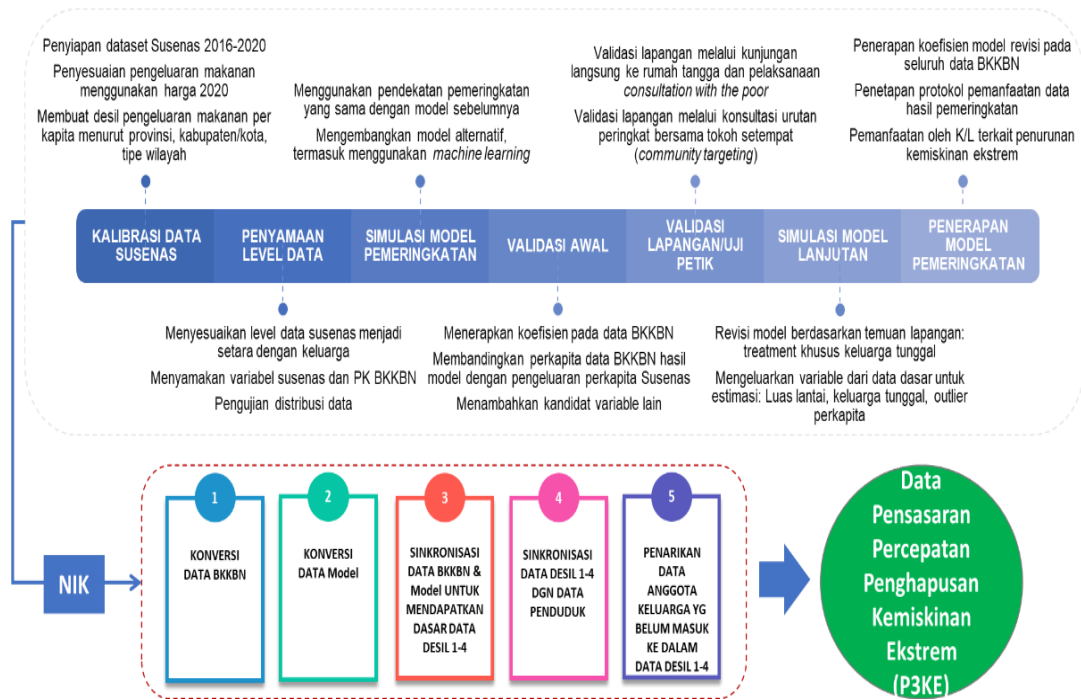 Penyiapan dataset Susenas 2016-2020
Penyesuaian pengeluaran makanan
menggunakan harga 2020
Membuat desil pengeluaran makanan per
kapita menurut provinsi, kabupaten/kota,
tipe wilayah
Menggunakan pendekatan pemeringkatan
yang sama dengan model sebelumnya
Mengembangkan model alternatif,
termasuk menggunakan machine learning
Validasi lapangan melalui kunjungan
langsung ke rumah tangga dan pelaksanaan
consultation with the poor
Validasi lapangan melalui konsultasi urutan
peringkat bersama tokoh setempat
(community targeting)
Penerapan koefisien model revisi pada
seluruh data BKKBN
Penetapan protokol pemanfaatan data
hasil pemeringkatan
Pemanfaatan oleh K/L terkait penurunan
kemiskinan ekstrem
KALIBRASI DATA
SUSENAS
PENYAMAAN
LEVEL DATA
SIMULASI MODEL
PEMERINGKATAN
VALIDASI AWAL
VALIDASI
LAPANGAN/UJI
PETIK
SIMULASI MODEL
LANJUTAN
PENERAPAN
MODEL
PEMERINGKATAN
Menyesuaikan level data susenas menjadi
setara dengan keluarga
Menyamakan variabel susenas dan PK BKKBN
Pengujian distribusi data
Menerapkan koefisien pada data BKKBN
Membandingkan perkapita data BKKBN hasil
model dengan pengeluaran perkapita Susenas
Menambahkan kandidat variable lain
Revisi model berdasarkan temuan lapangan:
treatment khusus keluarga tunggal
Mengeluarkan variable dari data dasar untuk
estimasi: Luas lantai, keluarga tunggal, outlier
perkapita
NIK
1
KONVERSI
DATA BKKBN
2
KONVERSI
DATA Model
3
SINKRONISASI
DATA BKKBN &
Model UNTUK
MENDAPATKAN
DASAR DATA
DESIL 1-4
4
SINKRONISASI
DATA DESIL 1-4
DGN DATA
PENDUDUK
5
PENARIKAN
DATA
ANGGOTA
KELUARGA YG
BELUM MASUK
KE DALAM
DATA DESIL 1-4
Data
Pensasaran
Percepatan
Penghapusan
Kemiskinan
Ekstrem
(P3KE)